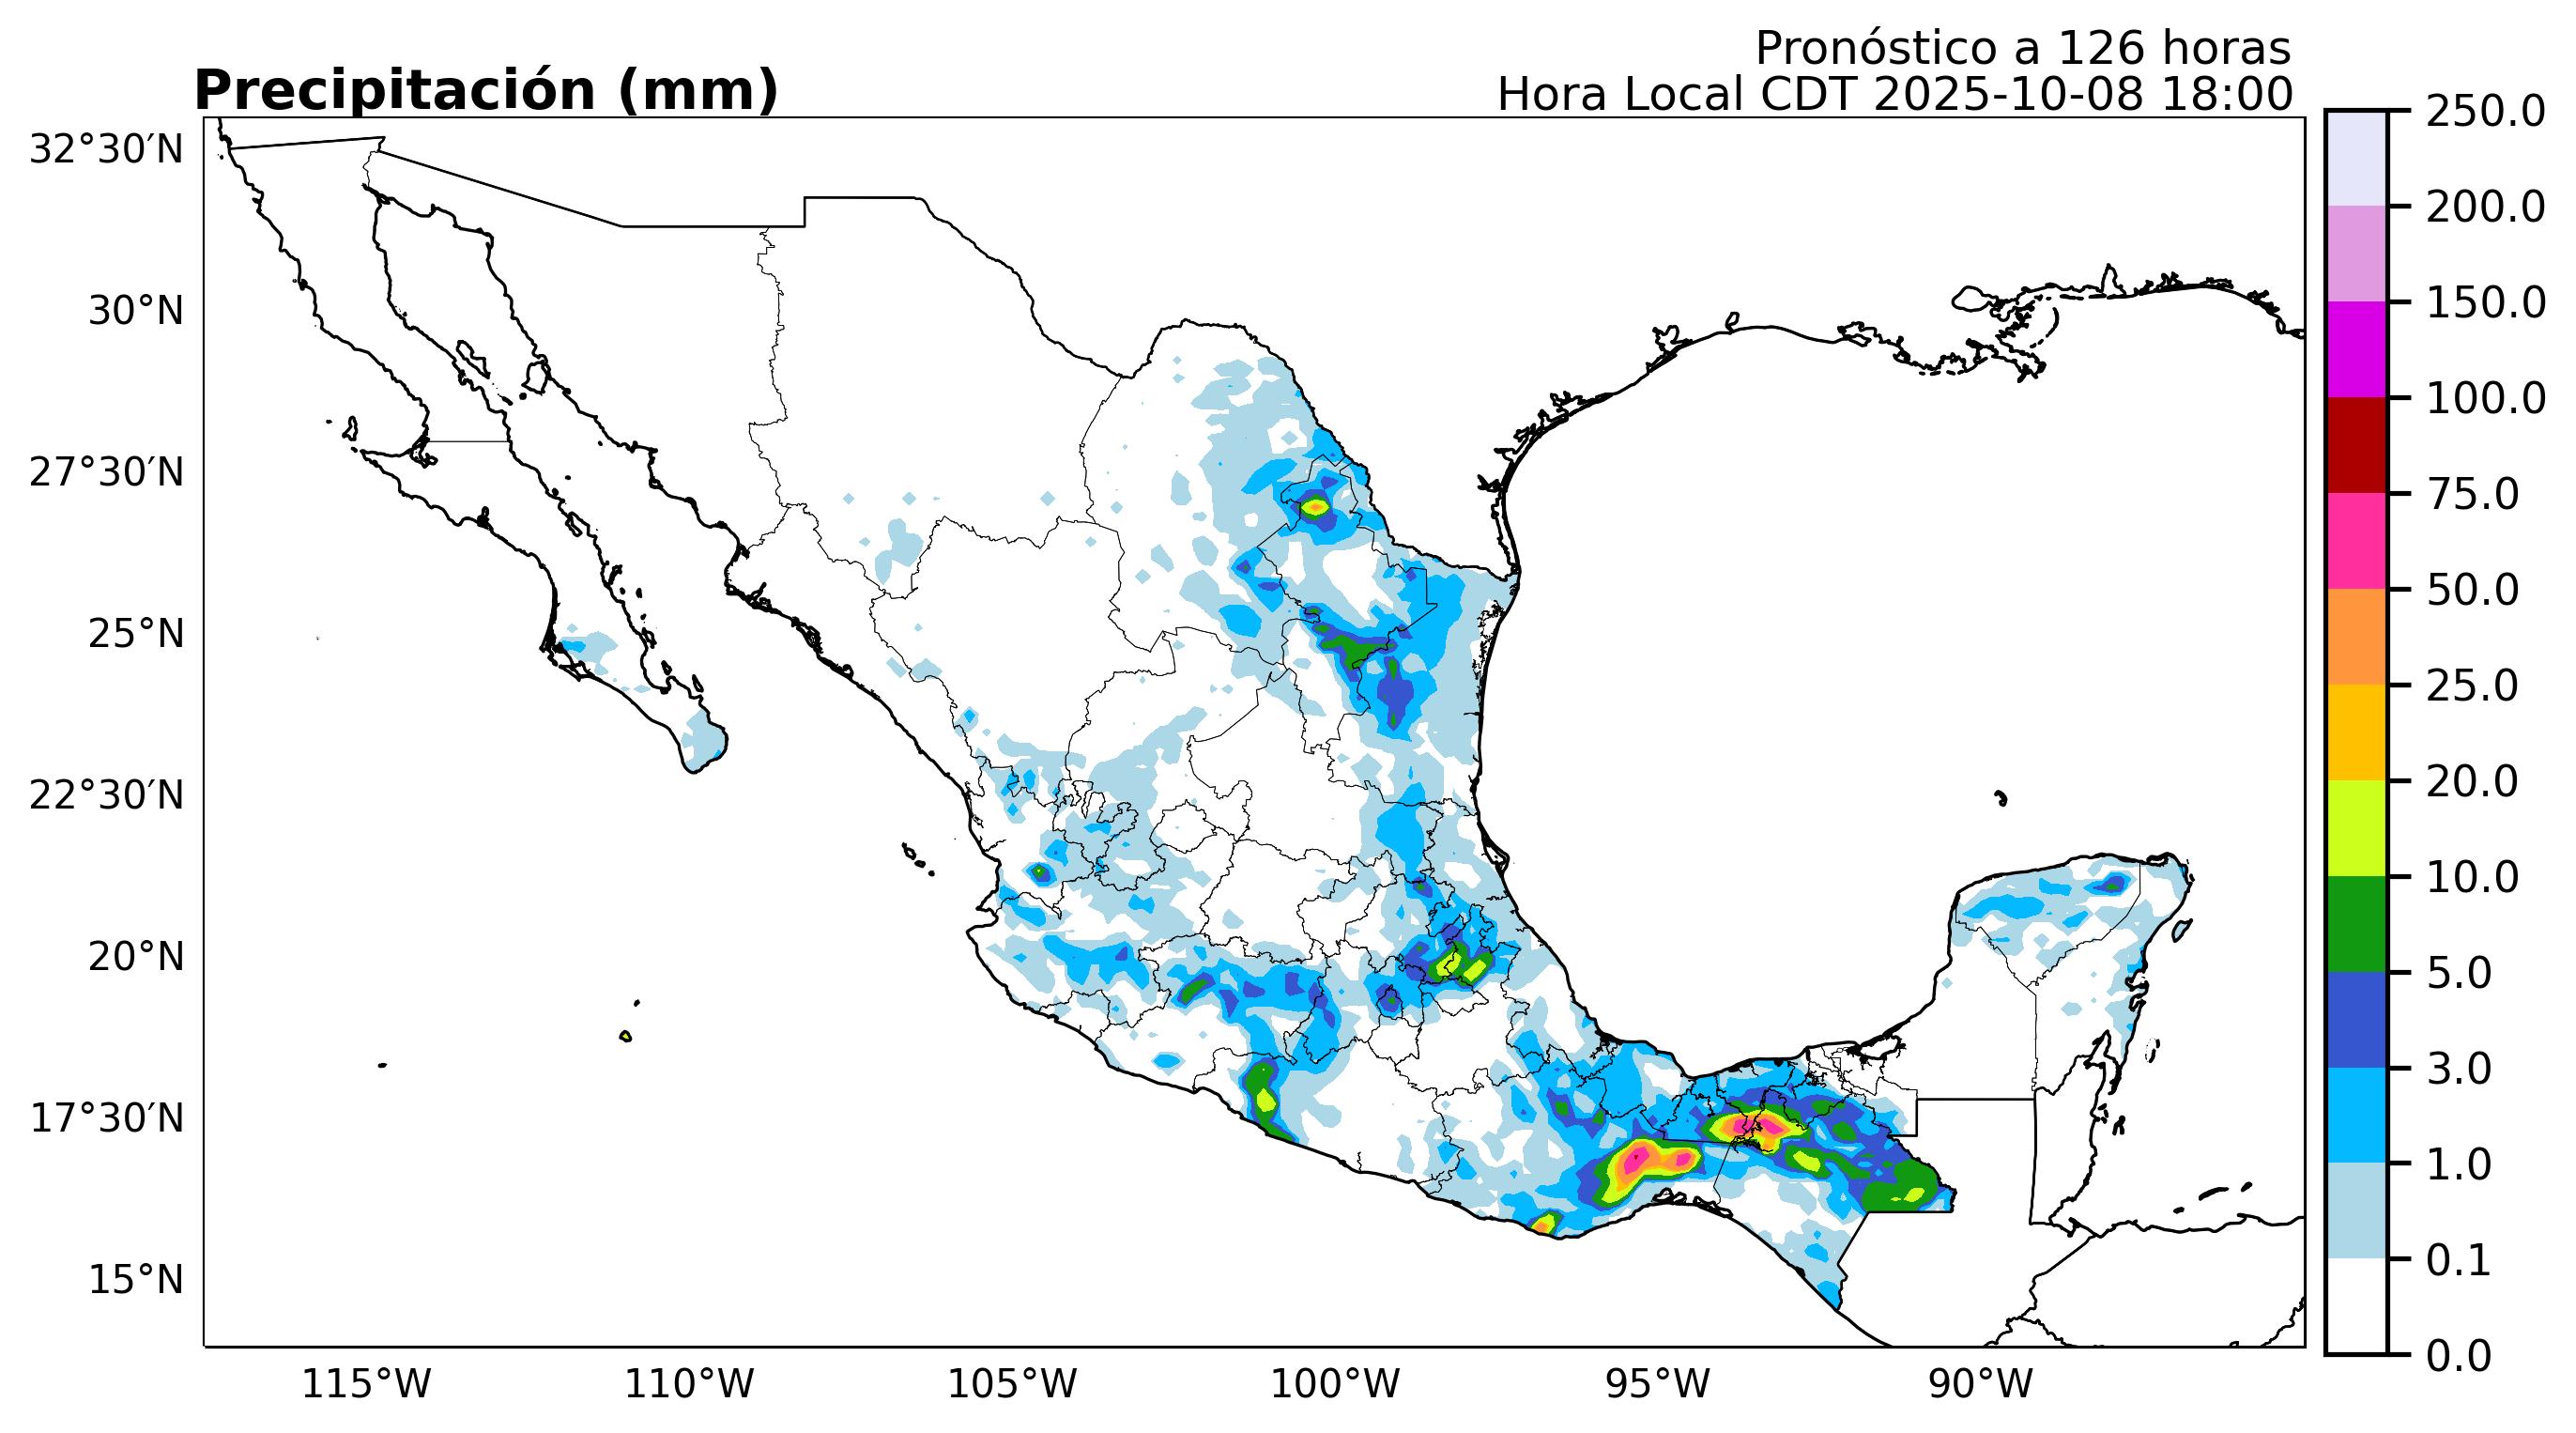 Pronóstico a 126 horas
Precipitación (mm)
Hora Local CDT 2025-10-08 18:00
32°30′N
30°N
27°30′N
25°N
22°30′N
20°N
17°30′N
15°N
115°W
110°W
105°W
100°W
95°W
90°W
250.0
200.0
150.0
100.0
75.0
50.0
25.0
20.0
10.0
5.0
3.0
1.0
0.1
0.0